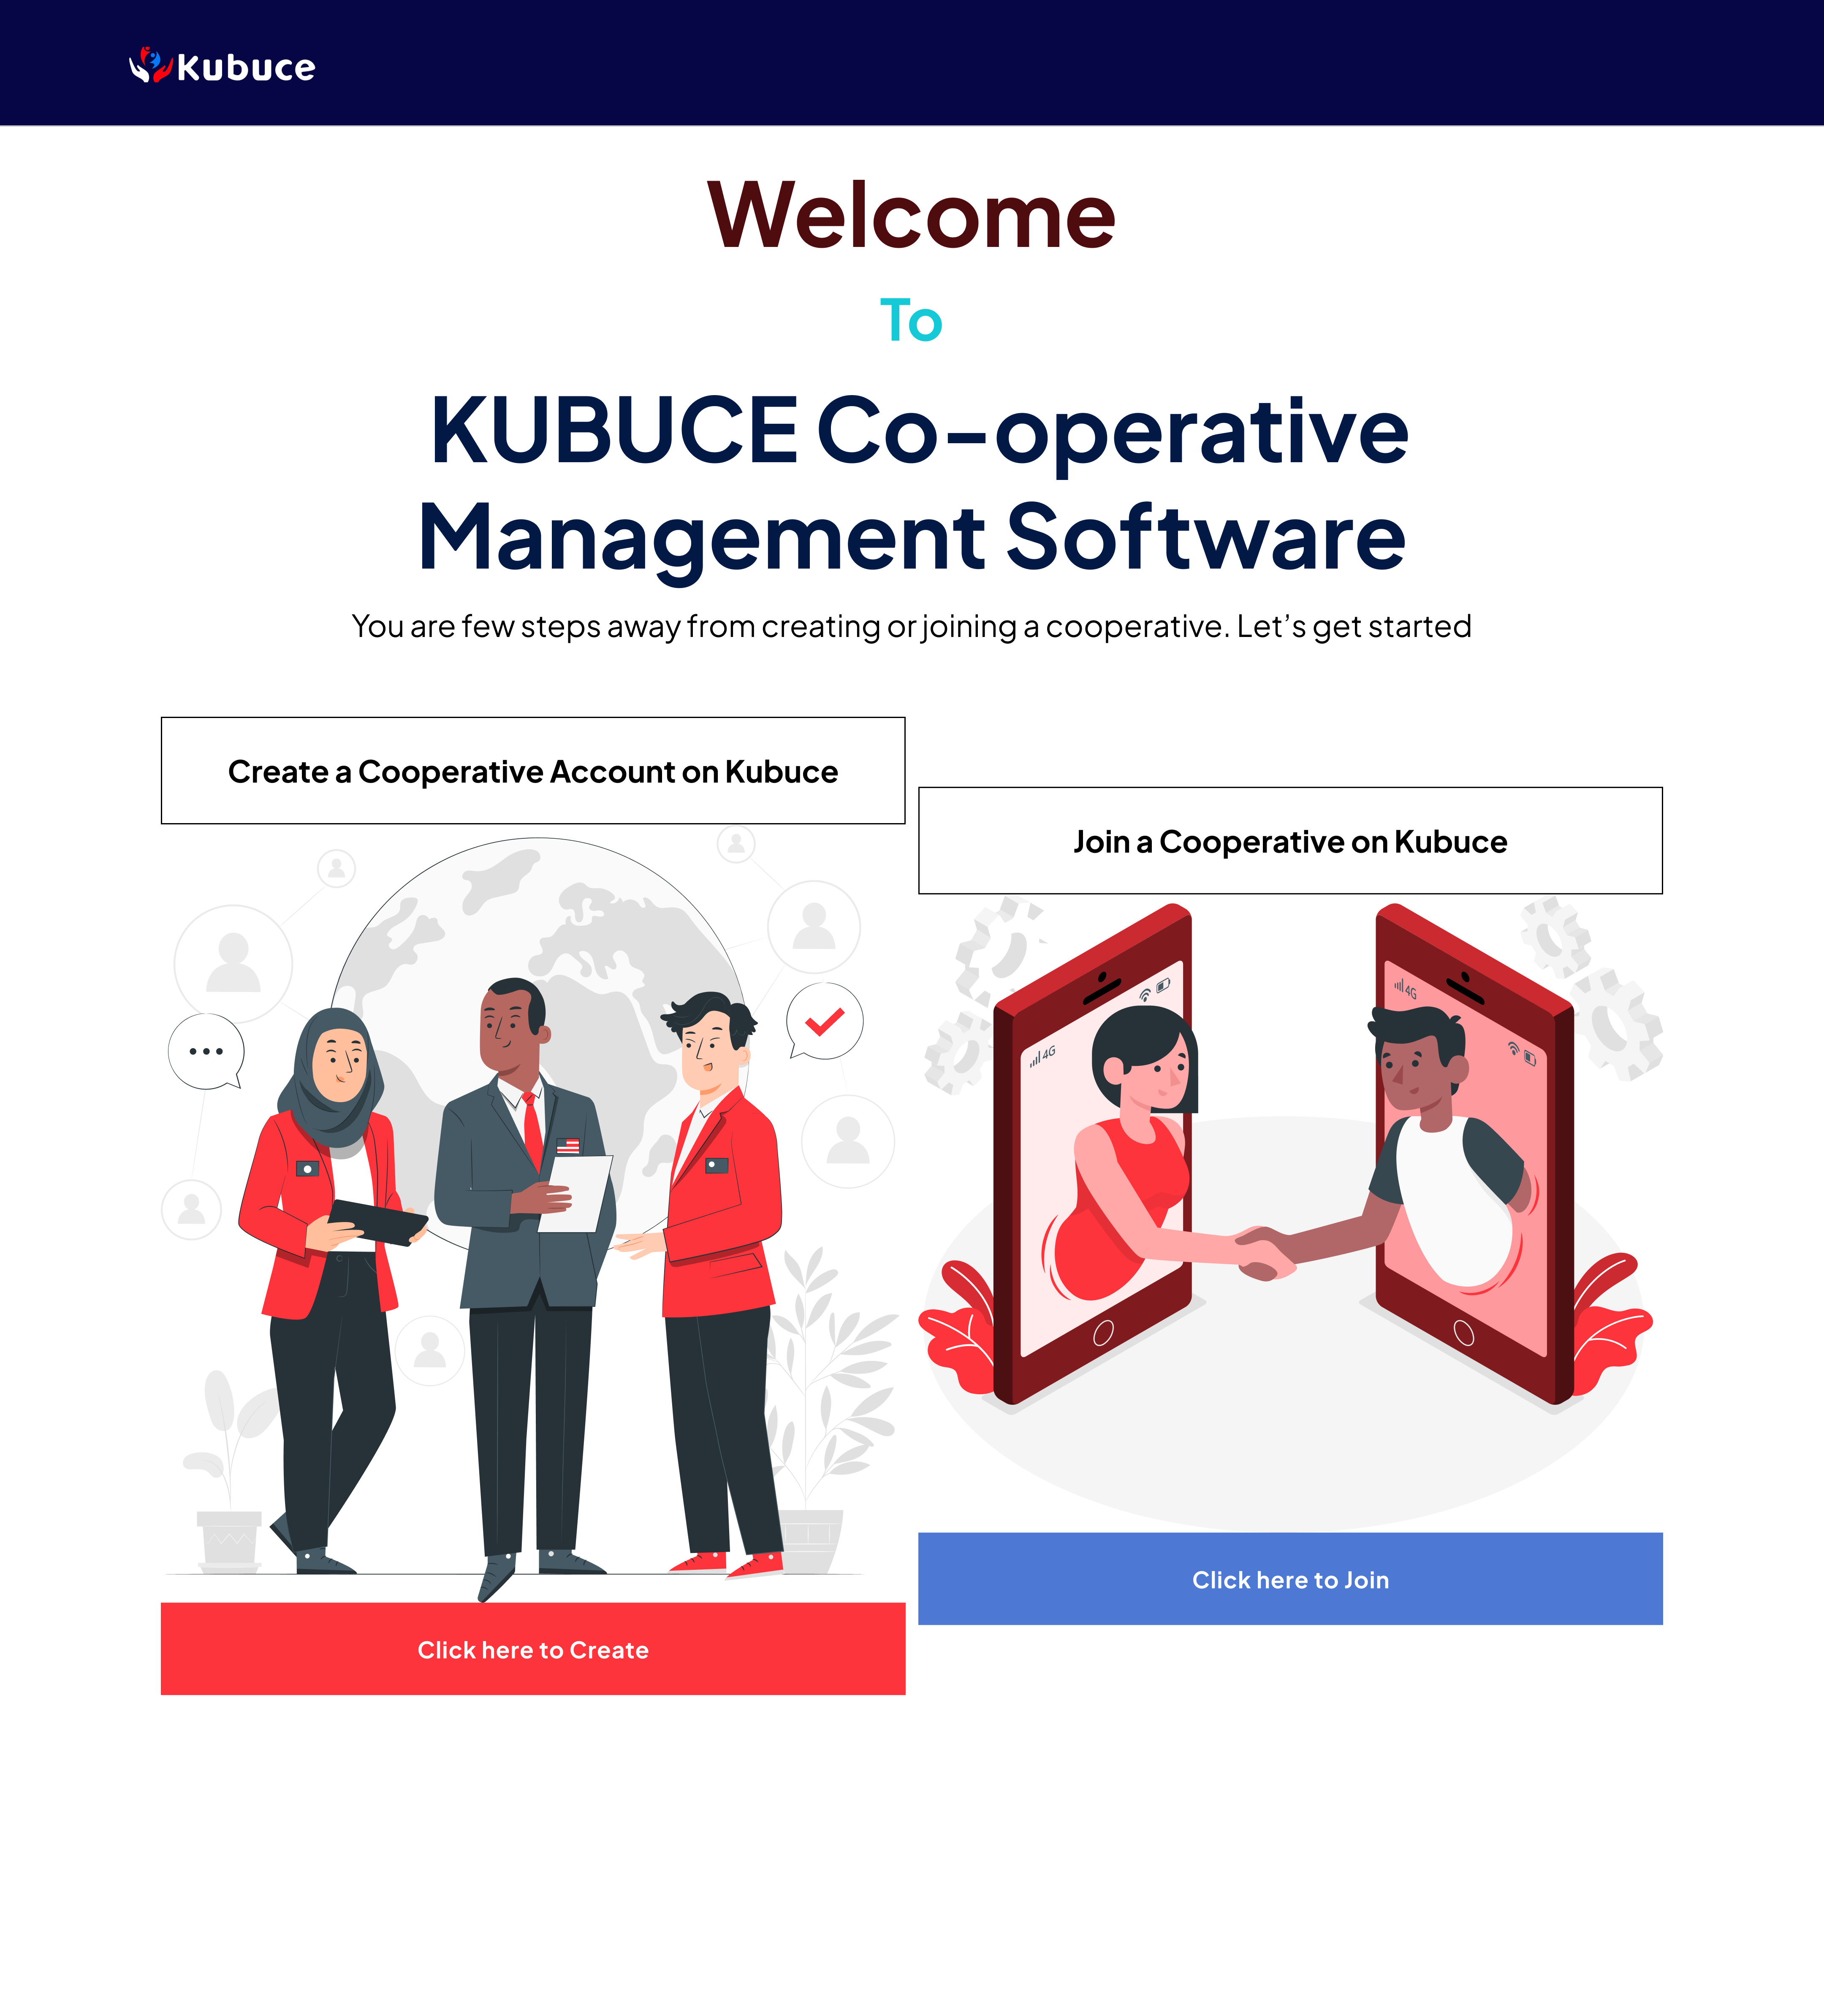 Kubuce
Welcome
To
KUBUCE Co-operative
Management Software
You are few steps away from creating or joining a cooperative. Let's get started
Create a Cooperative Account on Kubuce
Join a Cooperative on Kubuce
4G
4G
Click here to Join
Click here to Create